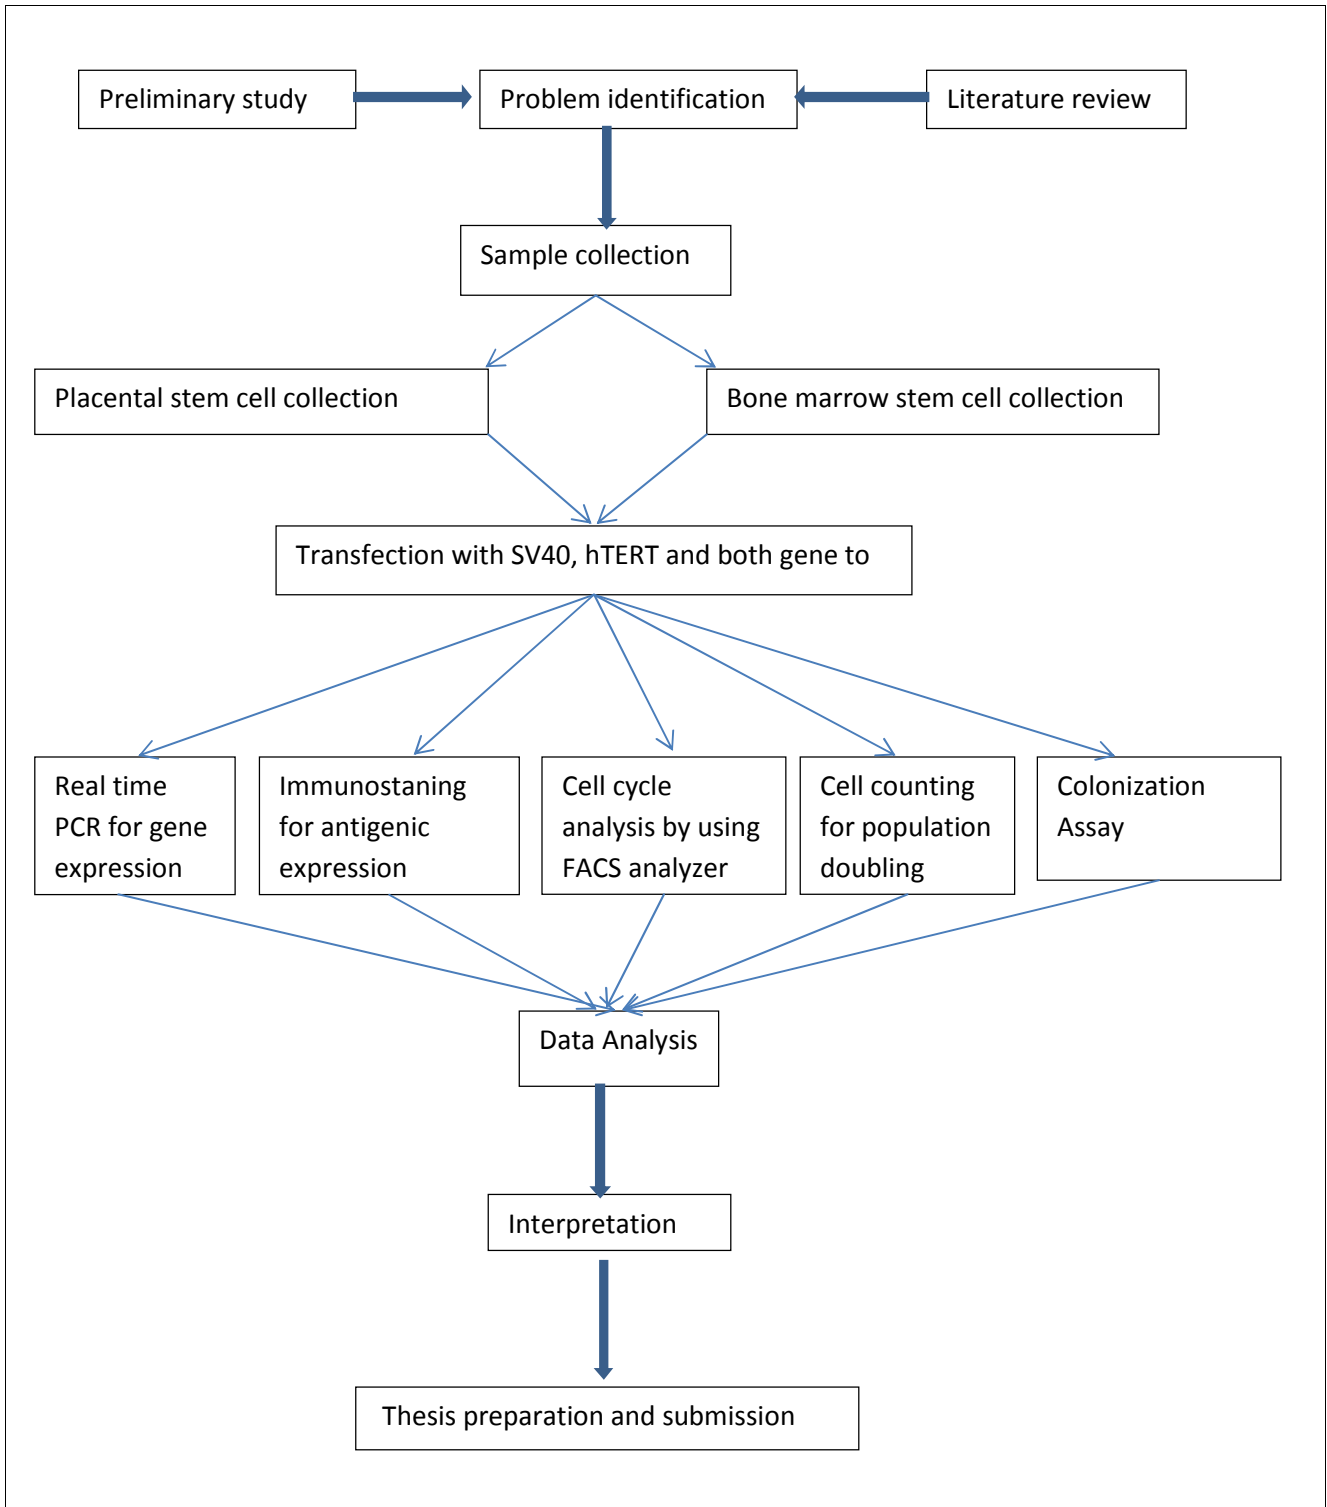 Preliminary study
Problem identification
Literature review
Sample collection
Placental stem cell collection
Bone marrow stem cell collection
Transfection with SV40, hTERT and both gene to
Real time
PCR for gene
expression
Immunostaning
for antigenic
expression
Cell cycle
analysis by using
FACS analyzer
Cell counting
for population
doubling
Colonization
Assay
Data Analysis
Interpretation
Thesis preparation and submission